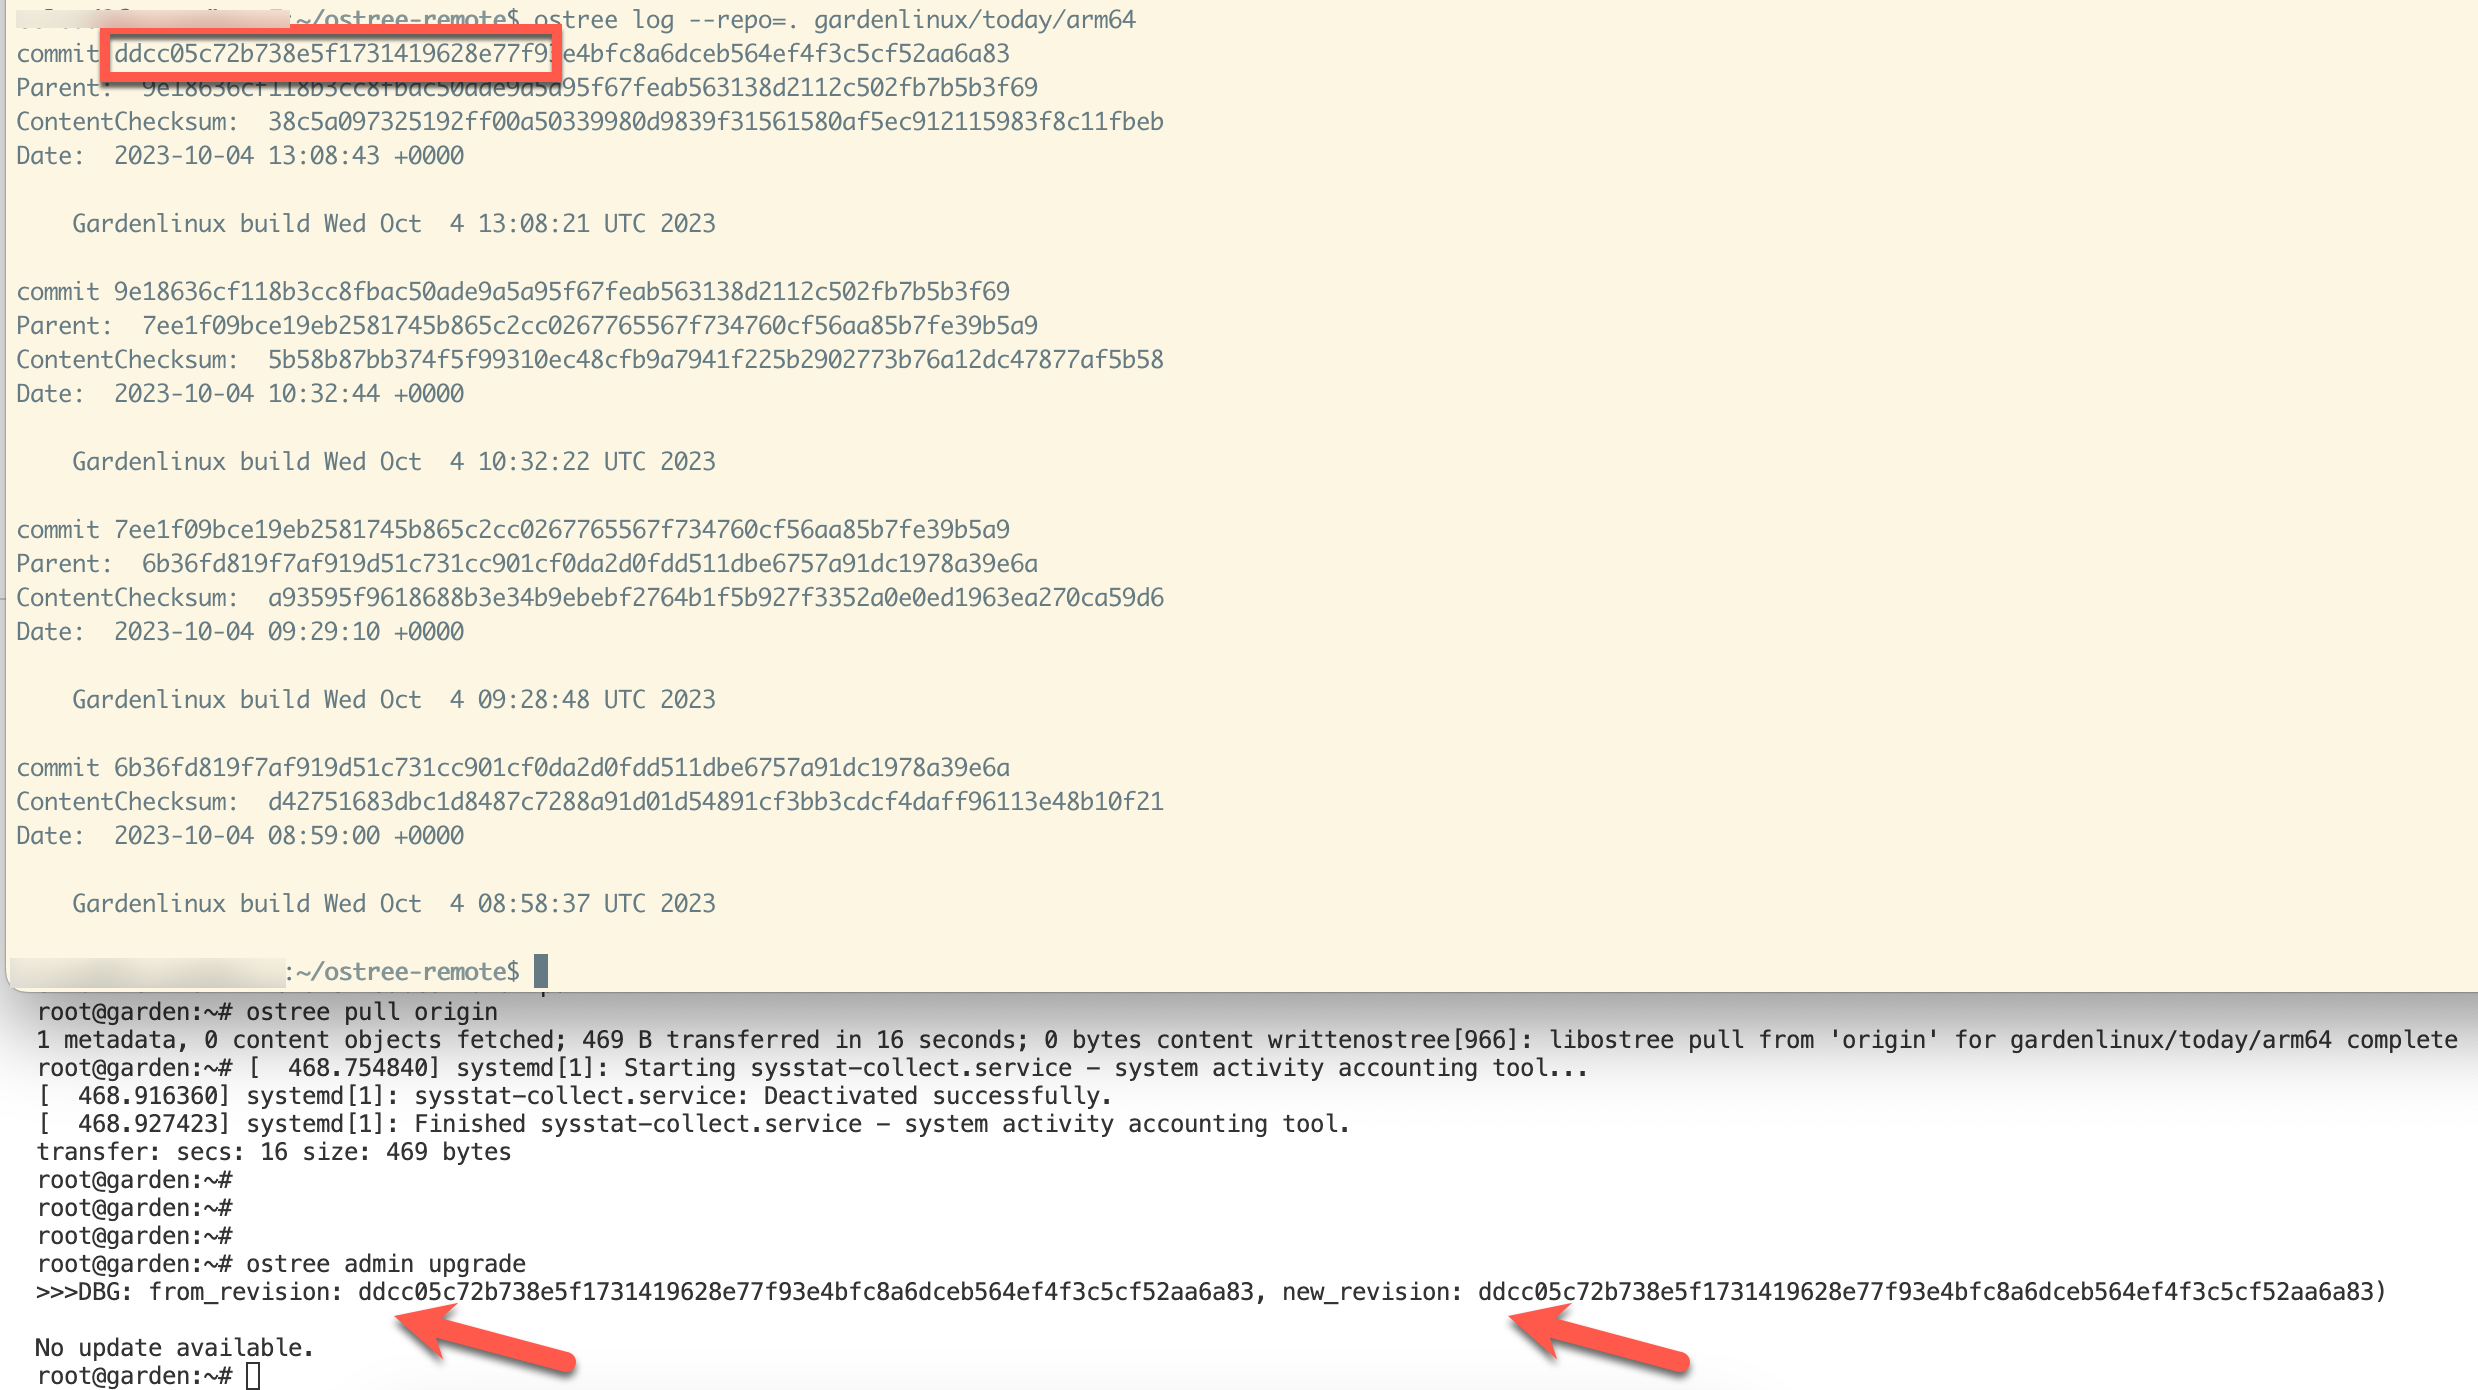 :~/ostree-remote$ ostree log --repo=. gardenlinux/today/arm64
commit ddcc05c72b738e5f1731419628e77f93e4bfc8a6dceb564ef4f3c5cf52aa6a83
Parent:  9e18636cf118b3cc8fbac50ade9a5a95f67feab563138d2112c502fb7b5b3f69
ContentChecksum:  38c5a097325192ff00a50339980d9839f31561580af5ec912115983f8c11fbeb
Date:  2023-10-04 13:08:43 +0000
    Gardenlinux build Wed Oct  4 13:08:21 UTC 2023
commit 9e18636cf118b3cc8fbac50ade9a5a95f67feab563138d2112c502fb7b5b3f69
Parent:  7ee1f09bce19eb2581745b865c2cc0267765567f734760cf56aa85b7fe39b5a9
ContentChecksum:  5b58b87bb374f5f99310ec48cfb9a7941f225b2902773b76a12dc47877af5b58
Date:  2023-10-04 10:32:44 +0000
    Gardenlinux build Wed Oct  4 10:32:22 UTC 2023
commit 7ee1f09bce19eb2581745b865c2cc0267765567f734760cf56aa85b7fe39b5a9
Parent:  6b36fd819f7af919d51c731cc901cf0da2d0fdd511dbe6757a91dc1978a39e6a
ContentChecksum:  a93595f9618688b3e34b9ebebf2764b1f5b927f3352a0e0ed1963ea270ca59d6
Date:  2023-10-04 09:29:10 +0000
    Gardenlinux build Wed Oct  4 09:28:48 UTC 2023
commit 6b36fd819f7af919d51c731cc901cf0da2d0fdd511dbe6757a91dc1978a39e6a
ContentChecksum:  d42751683dbc1d8487c7288a91d01d54891cf3bb3cdcf4daff96113e48b10f21
Date:  2023-10-04 08:59:00 +0000
    Gardenlinux build Wed Oct  4 08:58:37 UTC 2023
:~/ostree-remote$
root@garden:~# ostree pull origin
1 metadata, 0 content objects fetched; 469 B transferred in 16 seconds; 0 bytes content writtenostree[966]: libostree pull from 'origin' for gardenlinux/today/arm64 complete
root@garden:~# [  468.754840] systemd[1]: Starting sysstat-collect.service - system activity accounting tool...
[  468.916360] systemd[1]: sysstat-collect.service: Deactivated successfully.
[  468.927423] systemd[1]: Finished sysstat-collect.service - system activity accounting tool.
transfer: secs: 16 size: 469 bytes
root@garden:~#
root@garden:~#
root@garden:~#
root@garden:~# ostree admin upgrade
>>>DBG: from_revision: ddcc05c72b738e5f1731419628e77f93e4bfc8a6dceb564ef4f3c5cf52aa6a83, new_revision: ddcc05c72b738e5f1731419628e77f93e4bfc8a6dceb564ef4f3c5cf52aa6a83)
No update available.
root@garden:~#